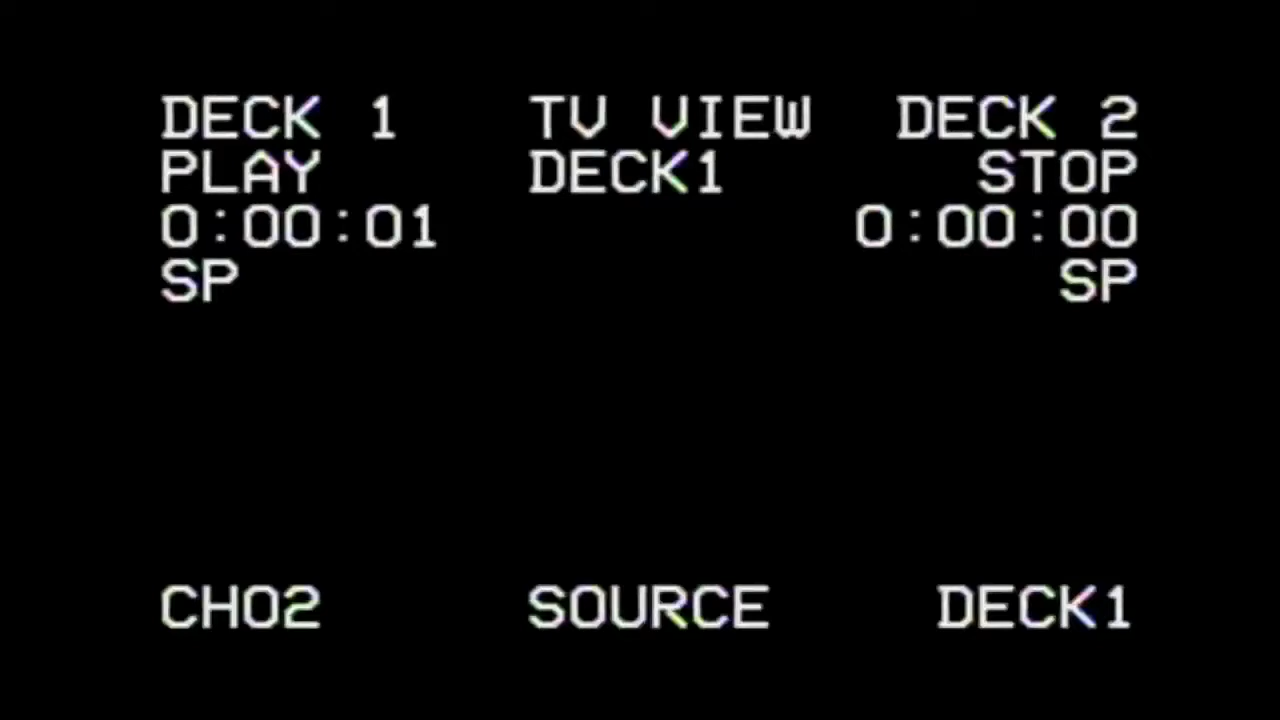 DECK 1 TV VIEW DECK 2
PLAY DECK1 STOP
0:00:01 0:00:00
SP SP
CH02 SOURCE DECK1